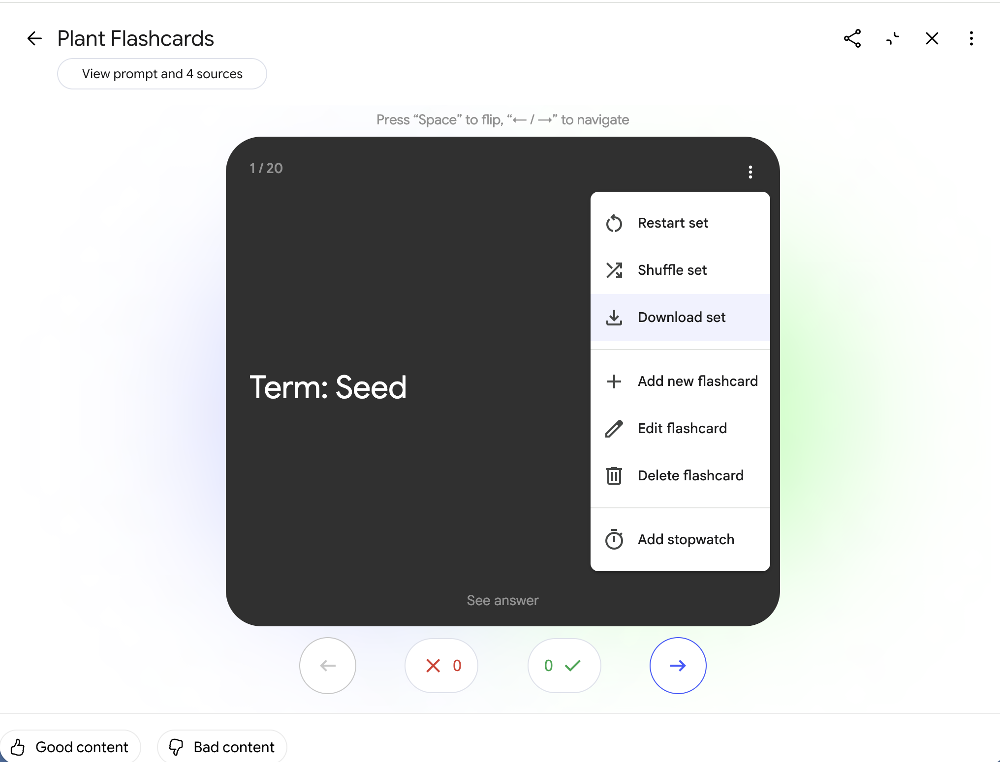 Plant Flashcards
View prompt and 4 sources
Press “Space” to flip, “← / →” to navigate
1 / 20
Restart set
Shuffle set
Download set
Add new flashcard
Edit flashcard
Delete flashcard
Add stopwatch
Term: Seed
See answer
0
0
Good content
Bad content